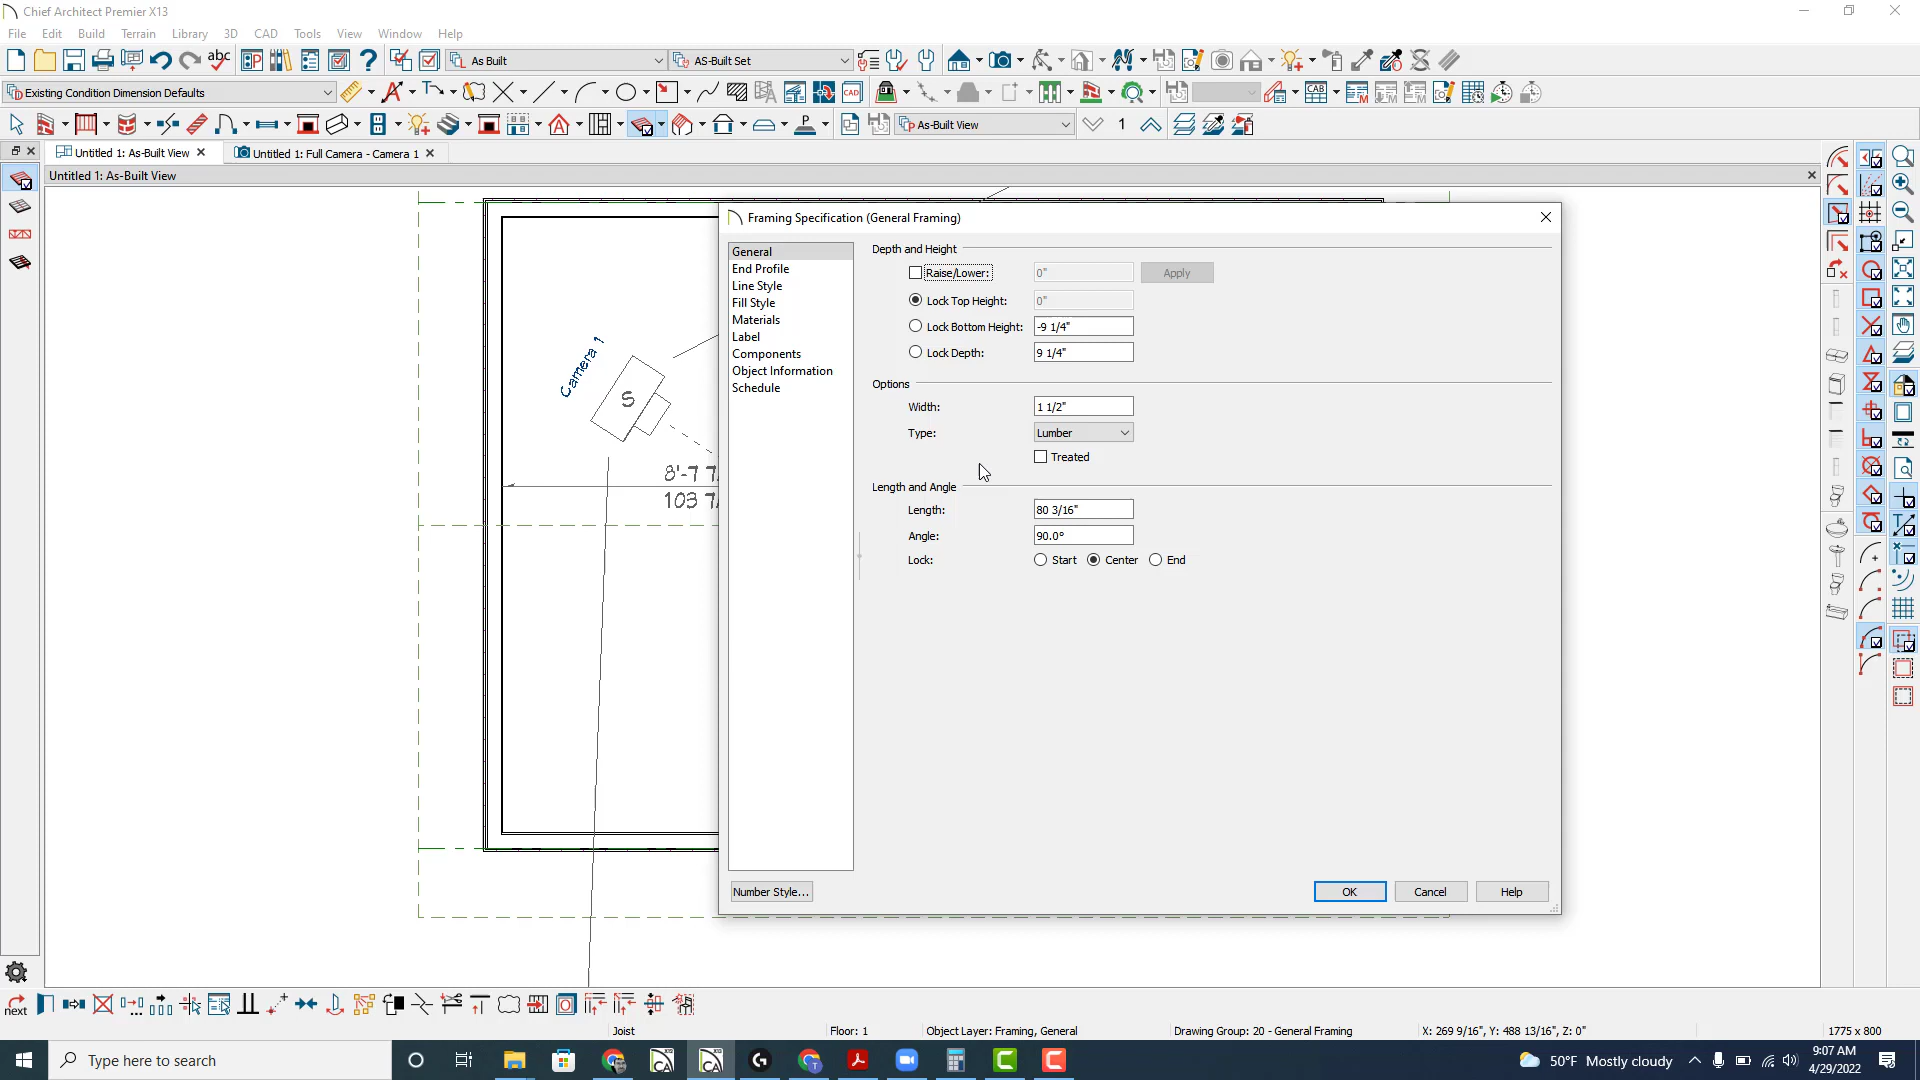 Chief Architect Premier X13
File Edit Build Terrain Library 3D CAD Tools View Window Help
As Built
AS-Built Set
Existing Condition Dimension Defaults
CAD
CAB
As-Built View
1
Untitled 1: As-Built View
Untitled 1: Full Camera - Camera 1
Untitled 1: As-Built View
Framing Specification (General Framing)
General
End Profile
Line Style
Fill Style
Materials
Label
Components
Object Information
Schedule
Depth and Height
Raise/Lower: 0" Apply
Lock Top Height: 0"
Lock Bottom Height: -9 1/4"
Lock Depth: 9 1/4"
Options
Width: 1 1/2"
Type: Lumber
Treated
Length and Angle
Length: 80 3/16"
Angle: 90.0°
Lock: Start Center End
Number Style... OK Cancel Help
Camera 1
S
8'-7 7
103 7/
next
Joist Floor: 1 Object Layer: Framing, General Drawing Group: 20 - General Framing X: 269 9/16", Y: 488 13/16", Z: 0" 1775 x 800
Type here to search
50°F Mostly cloudy
9:07 AM
4/29/2022